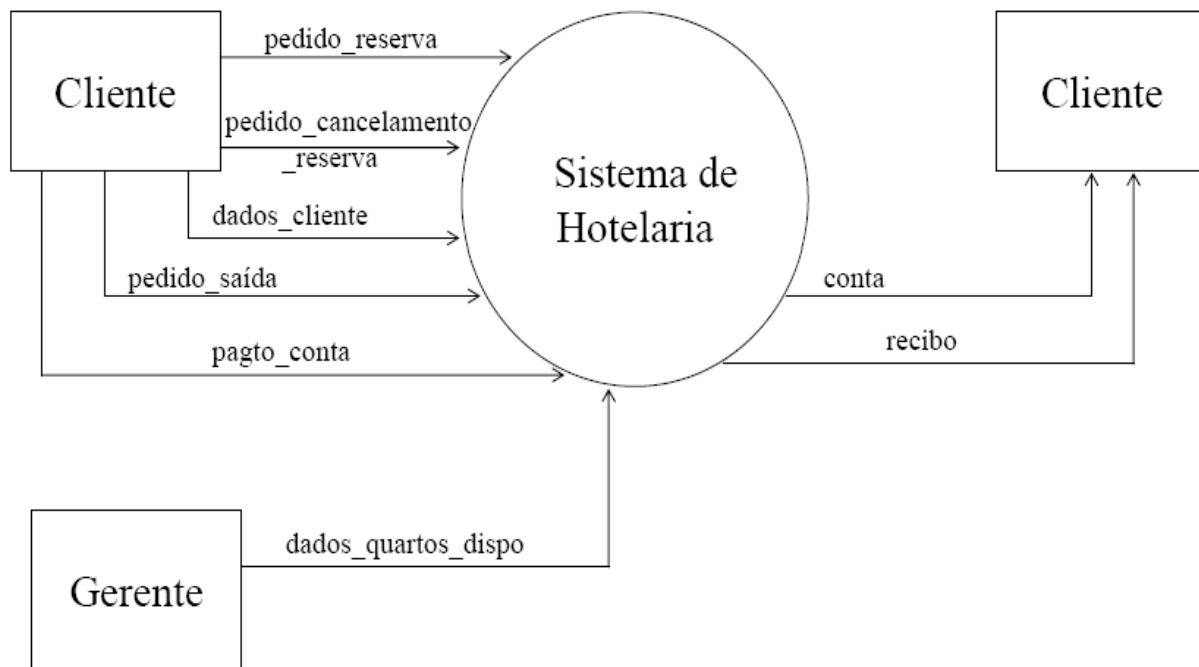 pedido_reserva
Cliente
Cliente
pedido_cancelamento
_reserva
Sistema de
Hotelaria
dados_cliente
pedido_saída
conta
pagto_conta
recibo
dados_quartos_dispo
Gerente